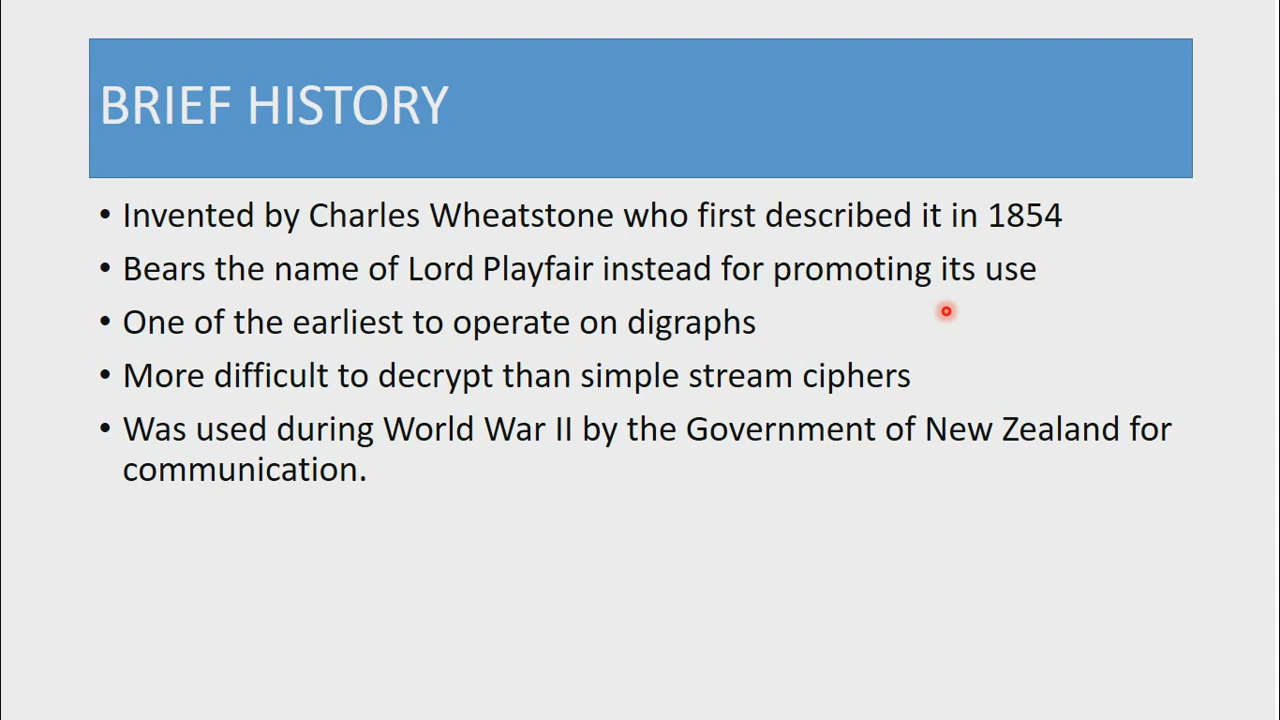 BRIEF HISTORY
• Invented by Charles Wheatstone who first described it in 1854
• Bears the name of Lord Playfair instead for promoting its use
• One of the earliest to operate on digraphs
• More difficult to decrypt than simple stream ciphers
• Was used during World War II by the Government of New Zealand for
communication.